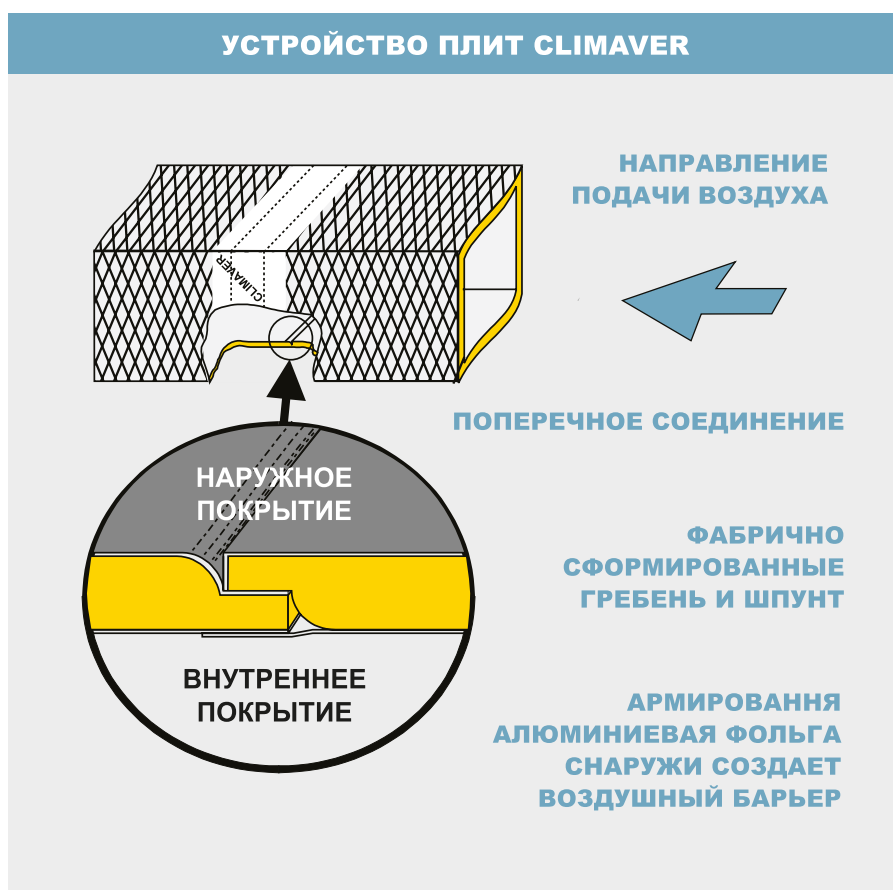 УСТРОЙСТВО ПЛИТ CLIMAVER
НАПРАВЛЕНИЕ
ПОДАЧИ ВОЗДУХА
CLIMAVER
ПОПЕРЕЧНОЕ СОЕДИНЕНИЕ
НАРУЖНОЕ
ПОКРЫТИЕ
ФАБРИЧНО
СФОРМИРОВАННЫЕ
ГРЕБЕНЬ И ШПУНТ
ВНУТРЕННЕЕ
ПОКРЫТИЕ
АРМИРОВАННЯ
АЛЮМИНИЕВАЯ ФОЛЬГА
СНАРУЖИ СОЗДАЕТ
ВОЗДУШНЫЙ БАРЬЕР